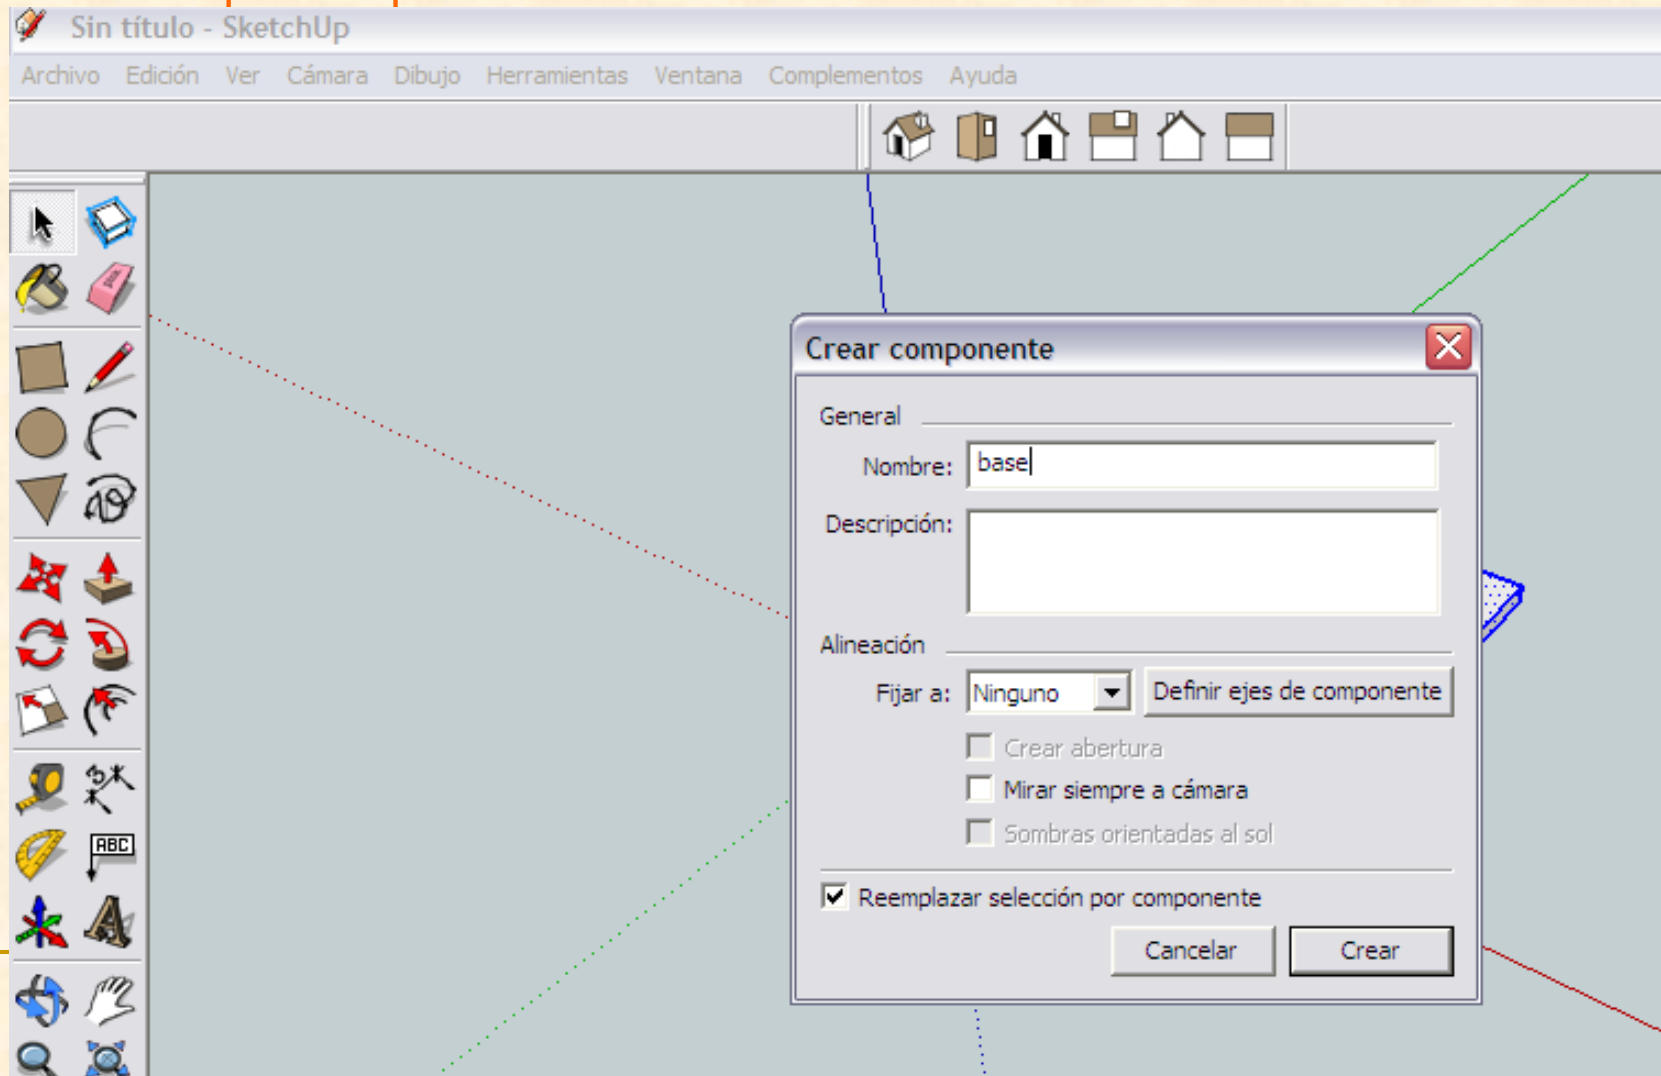 Sin título - SketchUp
Archivo Edición Ver Cámara Dibujo Herramientas Ventana Complementos Ayuda
Crear componente
General
Nombre: base
Descripción:
Alineación
Fijar a: Ninguno Definir ejes de componente
Crear abertura
Mirar siempre a cámara
Sombras orientadas al sol
Reemplazar selección por componente
Cancelar Crear
ABC
A